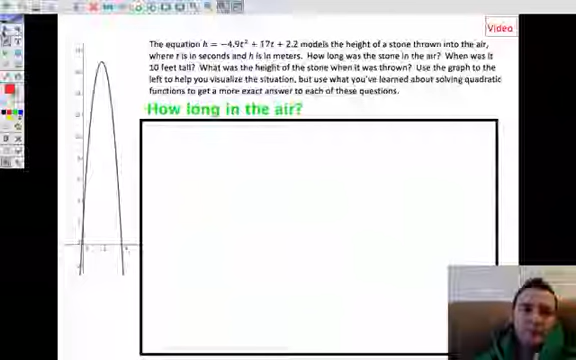 Video
The equation h = −4.9t² + 17t + 2.2 models the height of a stone thrown into the air,
where t is in seconds and h is in meters. How long was the stone in the air? When was it
10 feet tall? What was the height of the stone when it was thrown? Use the graph to the
left to help you visualize the situation, but use what you've learned about solving quadratic
functions to get a more exact answer to each of these questions.
How long in the air?